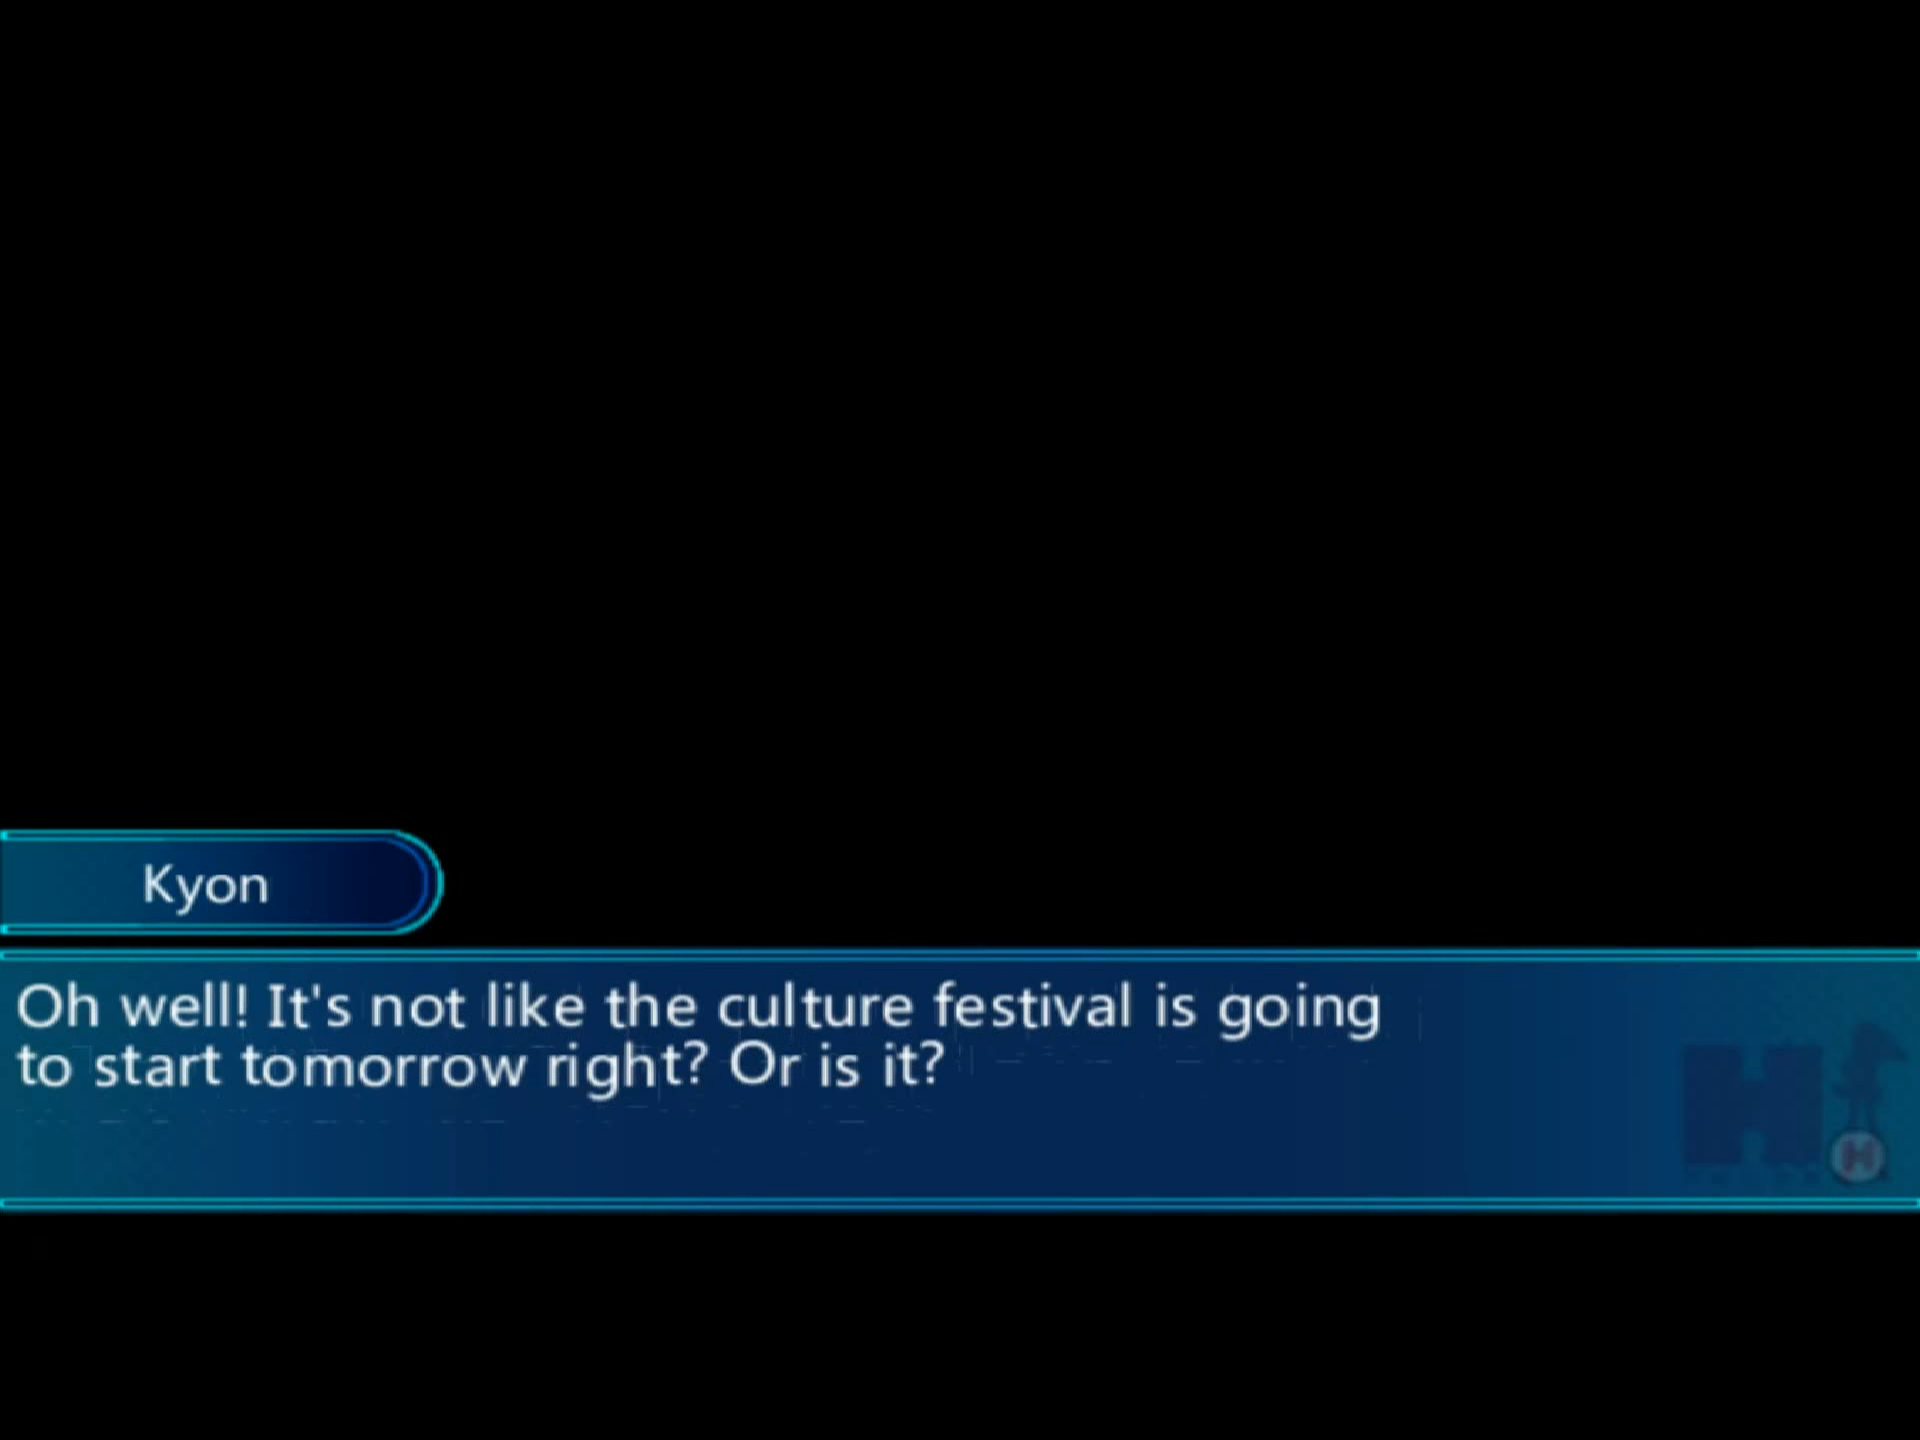 Kyon
Oh well! It's not like the culture festival is going
to start tomorrow right? Or is it?